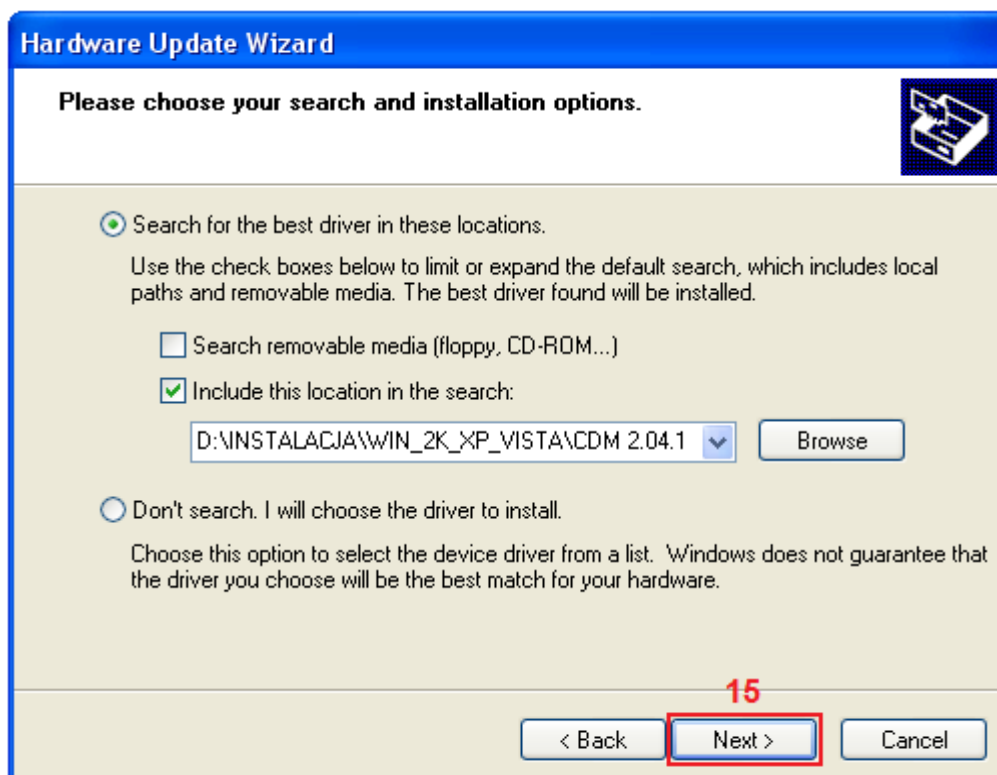 Hardware Update Wizard
Please choose your search and installation options.
Search for the best driver in these locations.
Use the check boxes below to limit or expand the default search, which includes local
paths and removable media. The best driver found will be installed.
Search removable media (floppy, CD-ROM...)
Include this location in the search:
D:\INSTALACJA\WIN_2K_XP_VISTA\CDM 2.04.1
Browse
Don't search. I will choose the driver to install.
Choose this option to select the device driver from a list. Windows does not guarantee that
the driver you choose will be the best match for your hardware.
15
< Back Next > Cancel